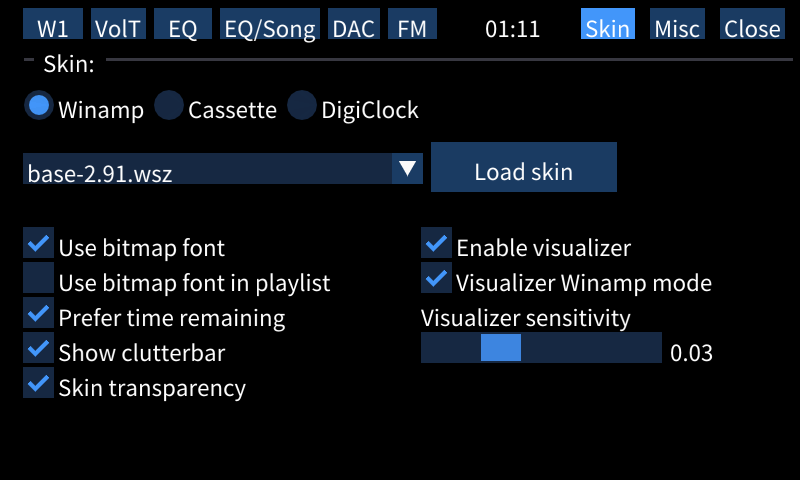 W1 VolT EQ EQ/Song DAC FM 01:11 Skin Misc Close
Skin:
Winamp Cassette DigiClock
base-2.91.wsz Load skin
Use bitmap font Enable visualizer
Use bitmap font in playlist Visualizer Winamp mode
Prefer time remaining Visualizer sensitivity
Show clutterbar 0.03
Skin transparency